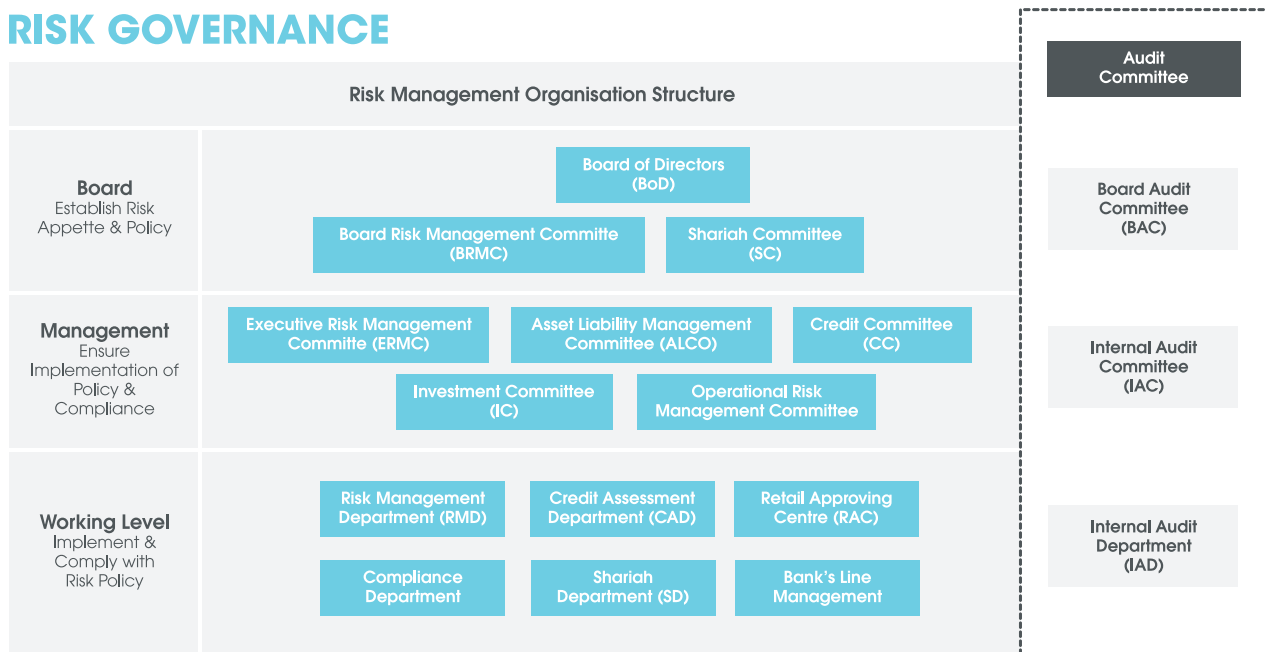 RISK GOVERNANCE
Risk Management Organisation Structure
Board
Establish Risk
Appette & Policy
Board of Directors
(BoD)
Board Risk Management Committe
(BRMC)
Shariah Committee
(SC)
Management
Ensure
Implementation of
Policy &
Compliance
Executive Risk Management
Committe (ERMC)
Asset Liability Management
Committee (ALCO)
Credit Committee
(CC)
Investment Committee
(IC)
Operational Risk
Management Committee
Working Level
Implement &
Comply with
Risk Policy
Risk Management
Department (RMD)
Credit Assessment
Department (CAD)
Retail Approving
Centre (RAC)
Compliance
Department
Shariah
Department (SD)
Bank's Line
Management
Audit
Committee
Board Audit
Committee
(BAC)
Internal Audit
Committee
(IAC)
Internal Audit
Department
(IAD)